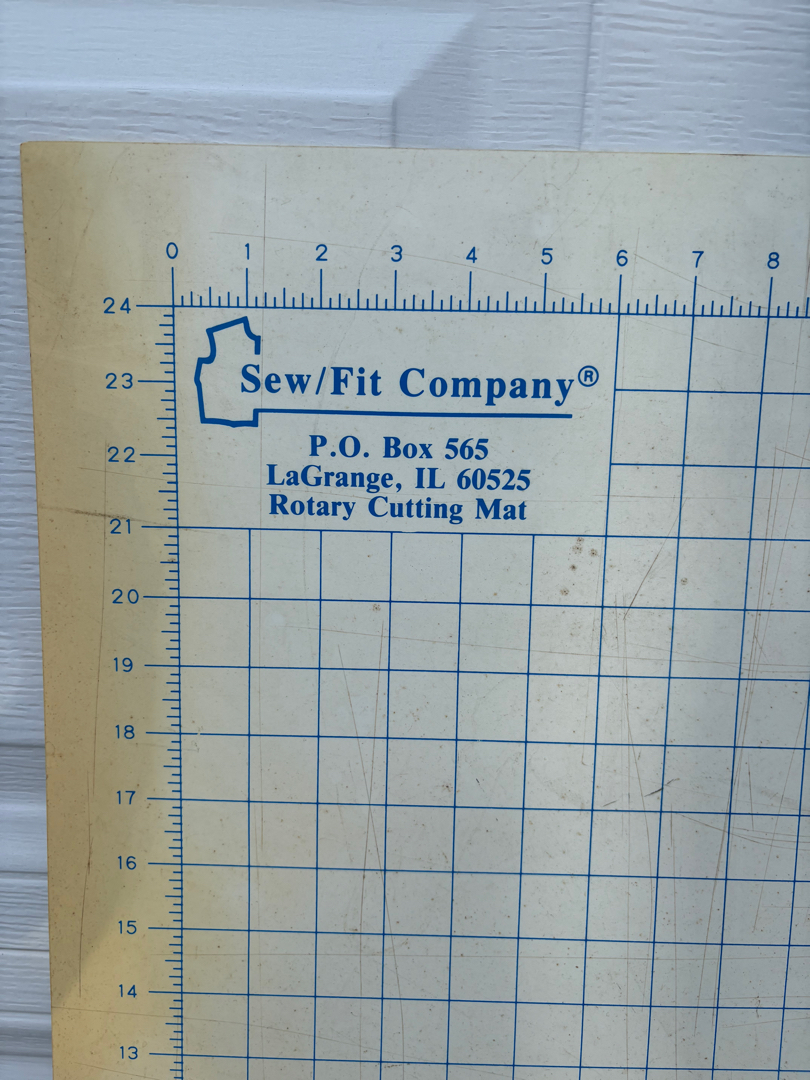 0 1 2 3 4 5 6 7 8
24
Sew/Fit Company®
23
P.O. Box 565
22
LaGrange, IL 60525
Rotary Cutting Mat
21
20
19
18
17
16
15
14
13